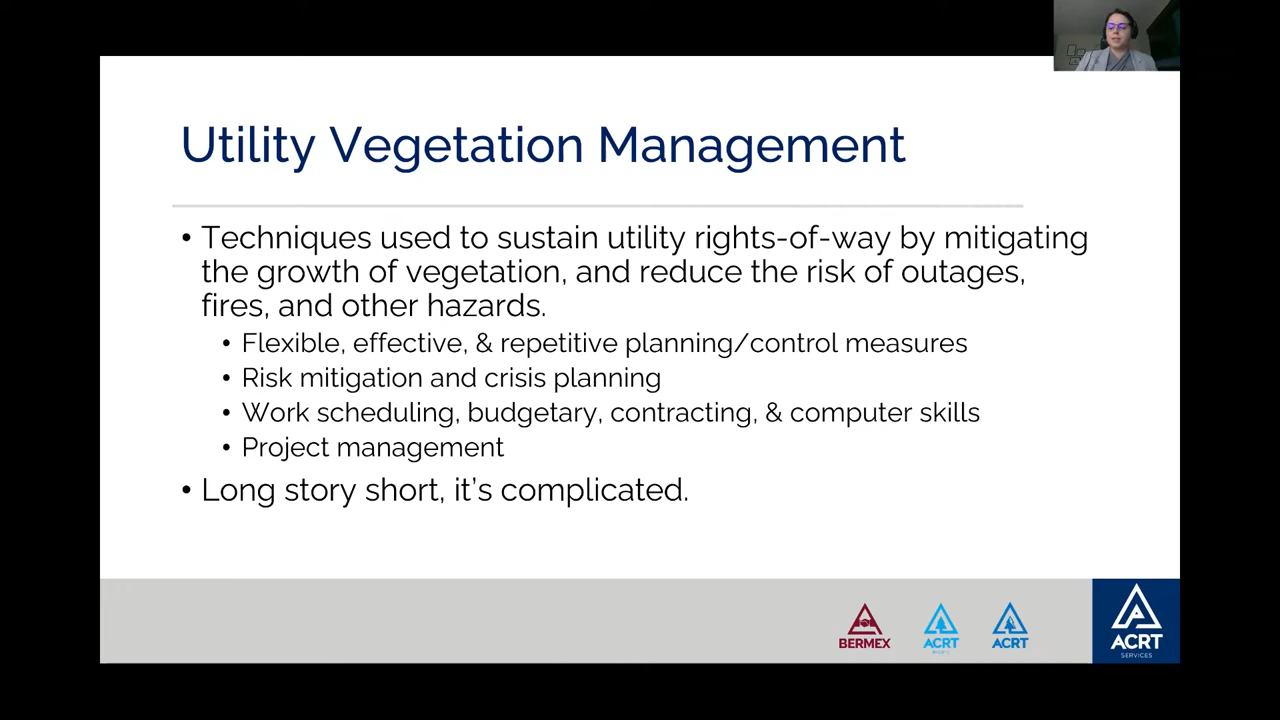 Utility Vegetation Management
• Techniques used to sustain utility rights-of-way by mitigating
the growth of vegetation, and reduce the risk of outages,
fires, and other hazards.
• Flexible, effective, & repetitive planning/control measures
• Risk mitigation and crisis planning
• Work scheduling, budgetary, contracting, & computer skills
• Project management
• Long story short, it's complicated.
BERMEX
ACRT
ACRT
ACRT
SERVICES